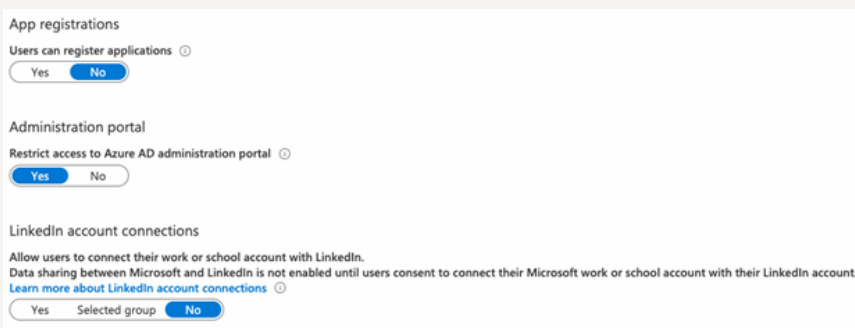 App registrations
Users can register applications
Yes No
Administration portal
Restrict access to Azure AD administration portal
Yes No
LinkedIn account connections
Allow users to connect their work or school account with LinkedIn.
Data sharing between Microsoft and LinkedIn is not enabled until users consent to connect their Microsoft work or school account with their LinkedIn account
Learn more about LinkedIn account connections
Yes Selected group No